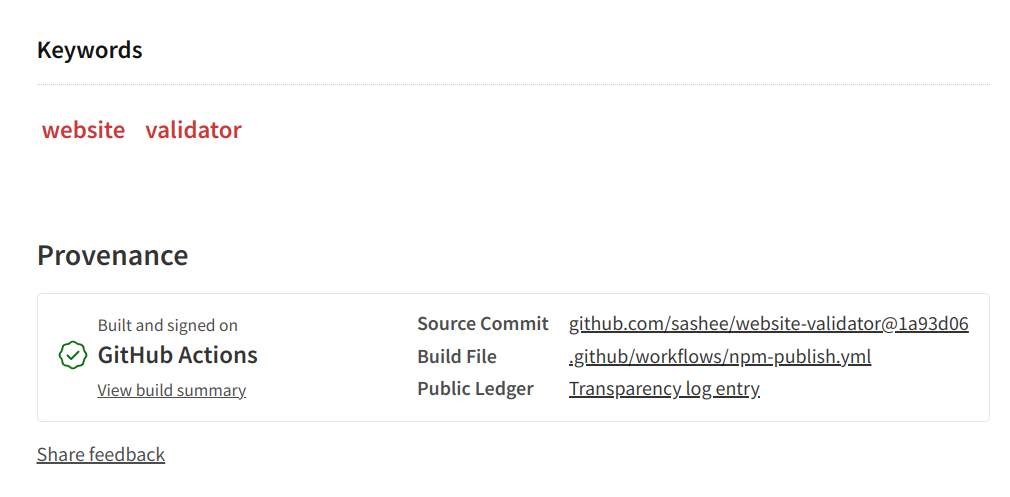 Keywords
website validator
Provenance
Built and signed on
GitHub Actions
View build summary
Source Commit github.com/sashee/website-validator@1a93d06
Build File .github/workflows/npm-publish.yml
Public Ledger Transparency log entry
Share feedback